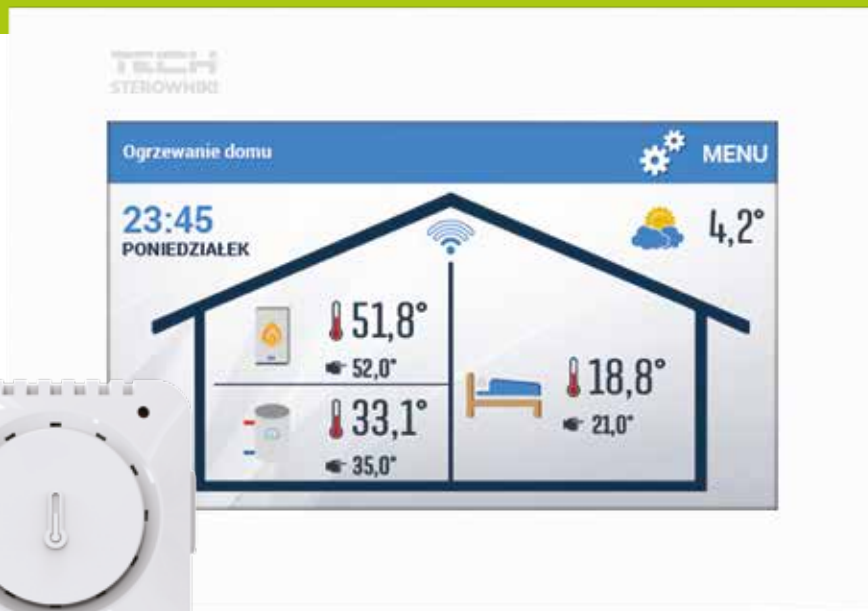 TECH
STEROWNIKI
Ogrzewanie domu
MENU
23:45
PONIEDZIAŁEK
4,2°
51,8°
52,0°
18,8°
21,0°
33,1°
35,0°